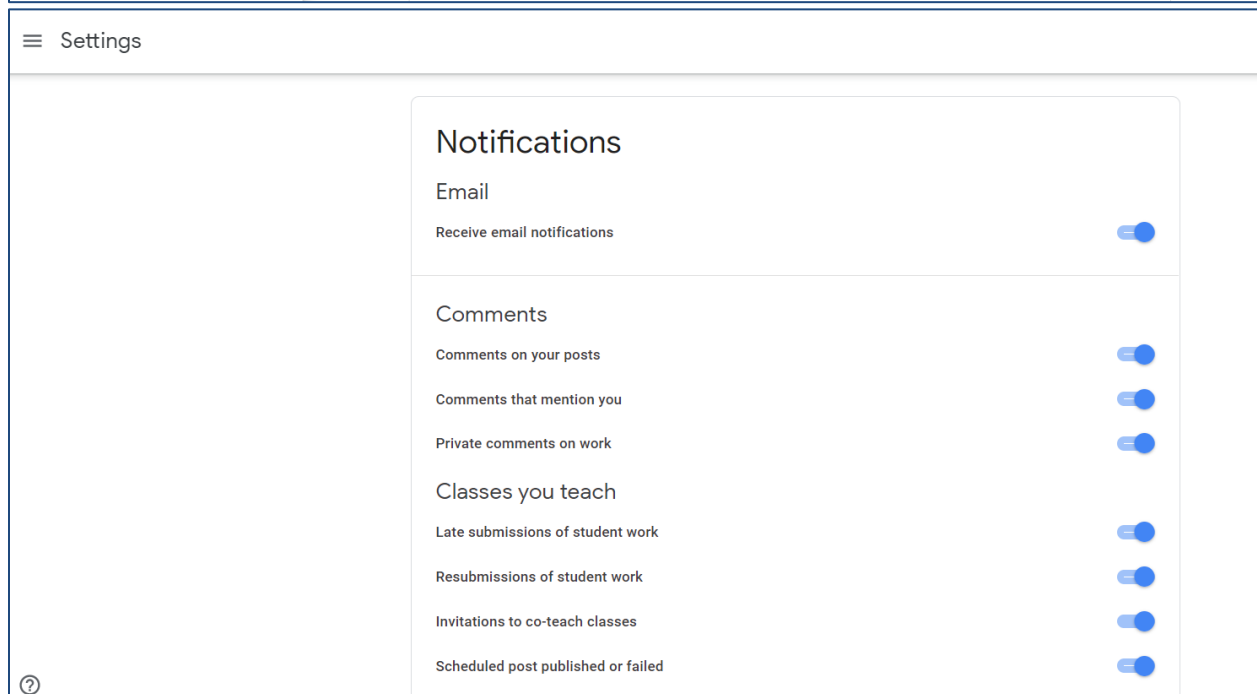 Settings
Notifications
Email
Receive email notifications
Comments
Comments on your posts
Comments that mention you
Private comments on work
Classes you teach
Late submissions of student work
Resubmissions of student work
Invitations to co-teach classes
Scheduled post published or failed